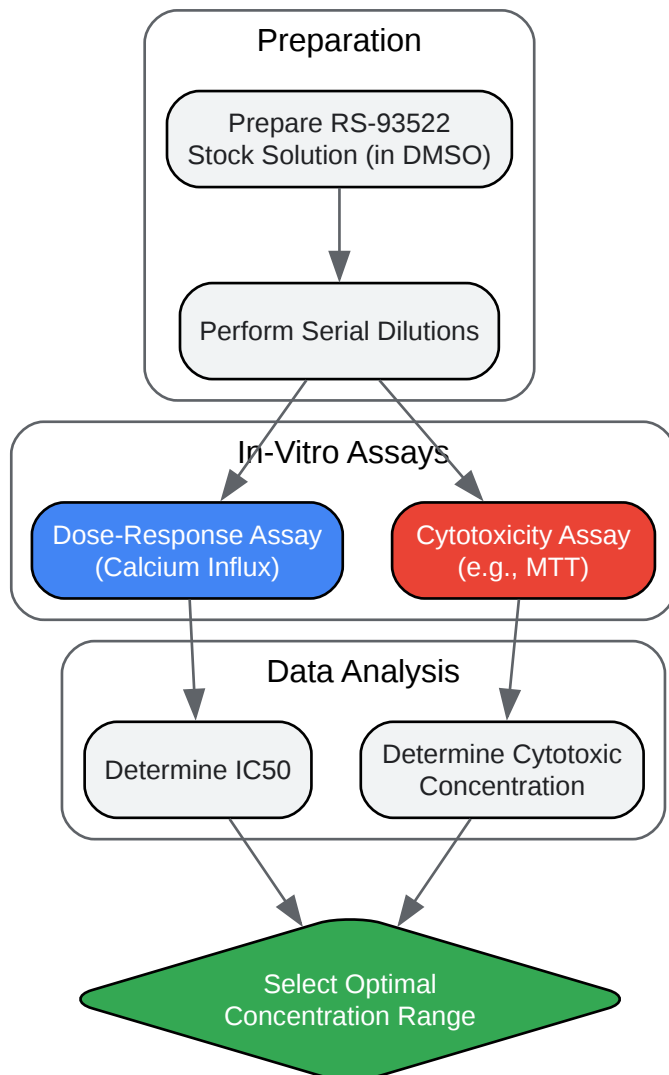 Preparation
Prepare RS-93522
Stock Solution (in DMSO)
Perform Serial Dilutions
In-Vitro Assays
Dose-Response Assay
(Calcium Influx)
Cytotoxicity Assay
(e.g., MTT)
Data Analysis
Determine IC50
Determine Cytotoxic
Concentration
Select Optimal
Concentration Range